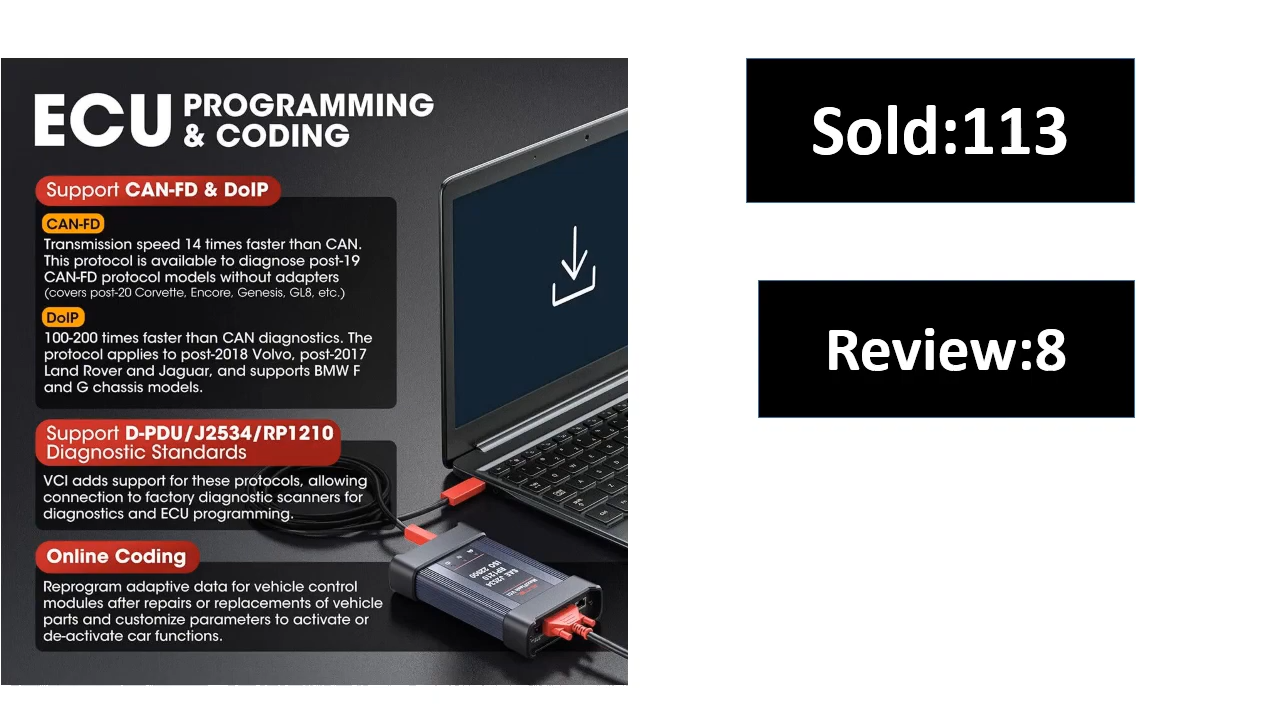 ECU PROGRAMMING
& CODING
Support CAN-FD & DoIP
CAN-FD
Transmission speed 14 times faster than CAN.
This protocol is available to diagnose post-19
CAN-FD protocol models without adapters
(covers post-20 Corvette, Encore, Genesis, GL8, etc.)
DoIP
100-200 times faster than CAN diagnostics. The
protocol applies to post-2018 Volvo, post-2017
Land Rover and Jaguar, and supports BMW F
and G chassis models.
Support D-PDU/J2534/RP1210
Diagnostic Standards
VCI adds support for these protocols, allowing
connection to factory diagnostic scanners for
diagnostics and ECU programming.
Online Coding
Reprogram adaptive data for vehicle control
modules after repairs or replacements of vehicle
parts and customize parameters to activate or
de-activate car functions.
SAE J2534
RP1210
ISO 22900
Sold:113
Review:8